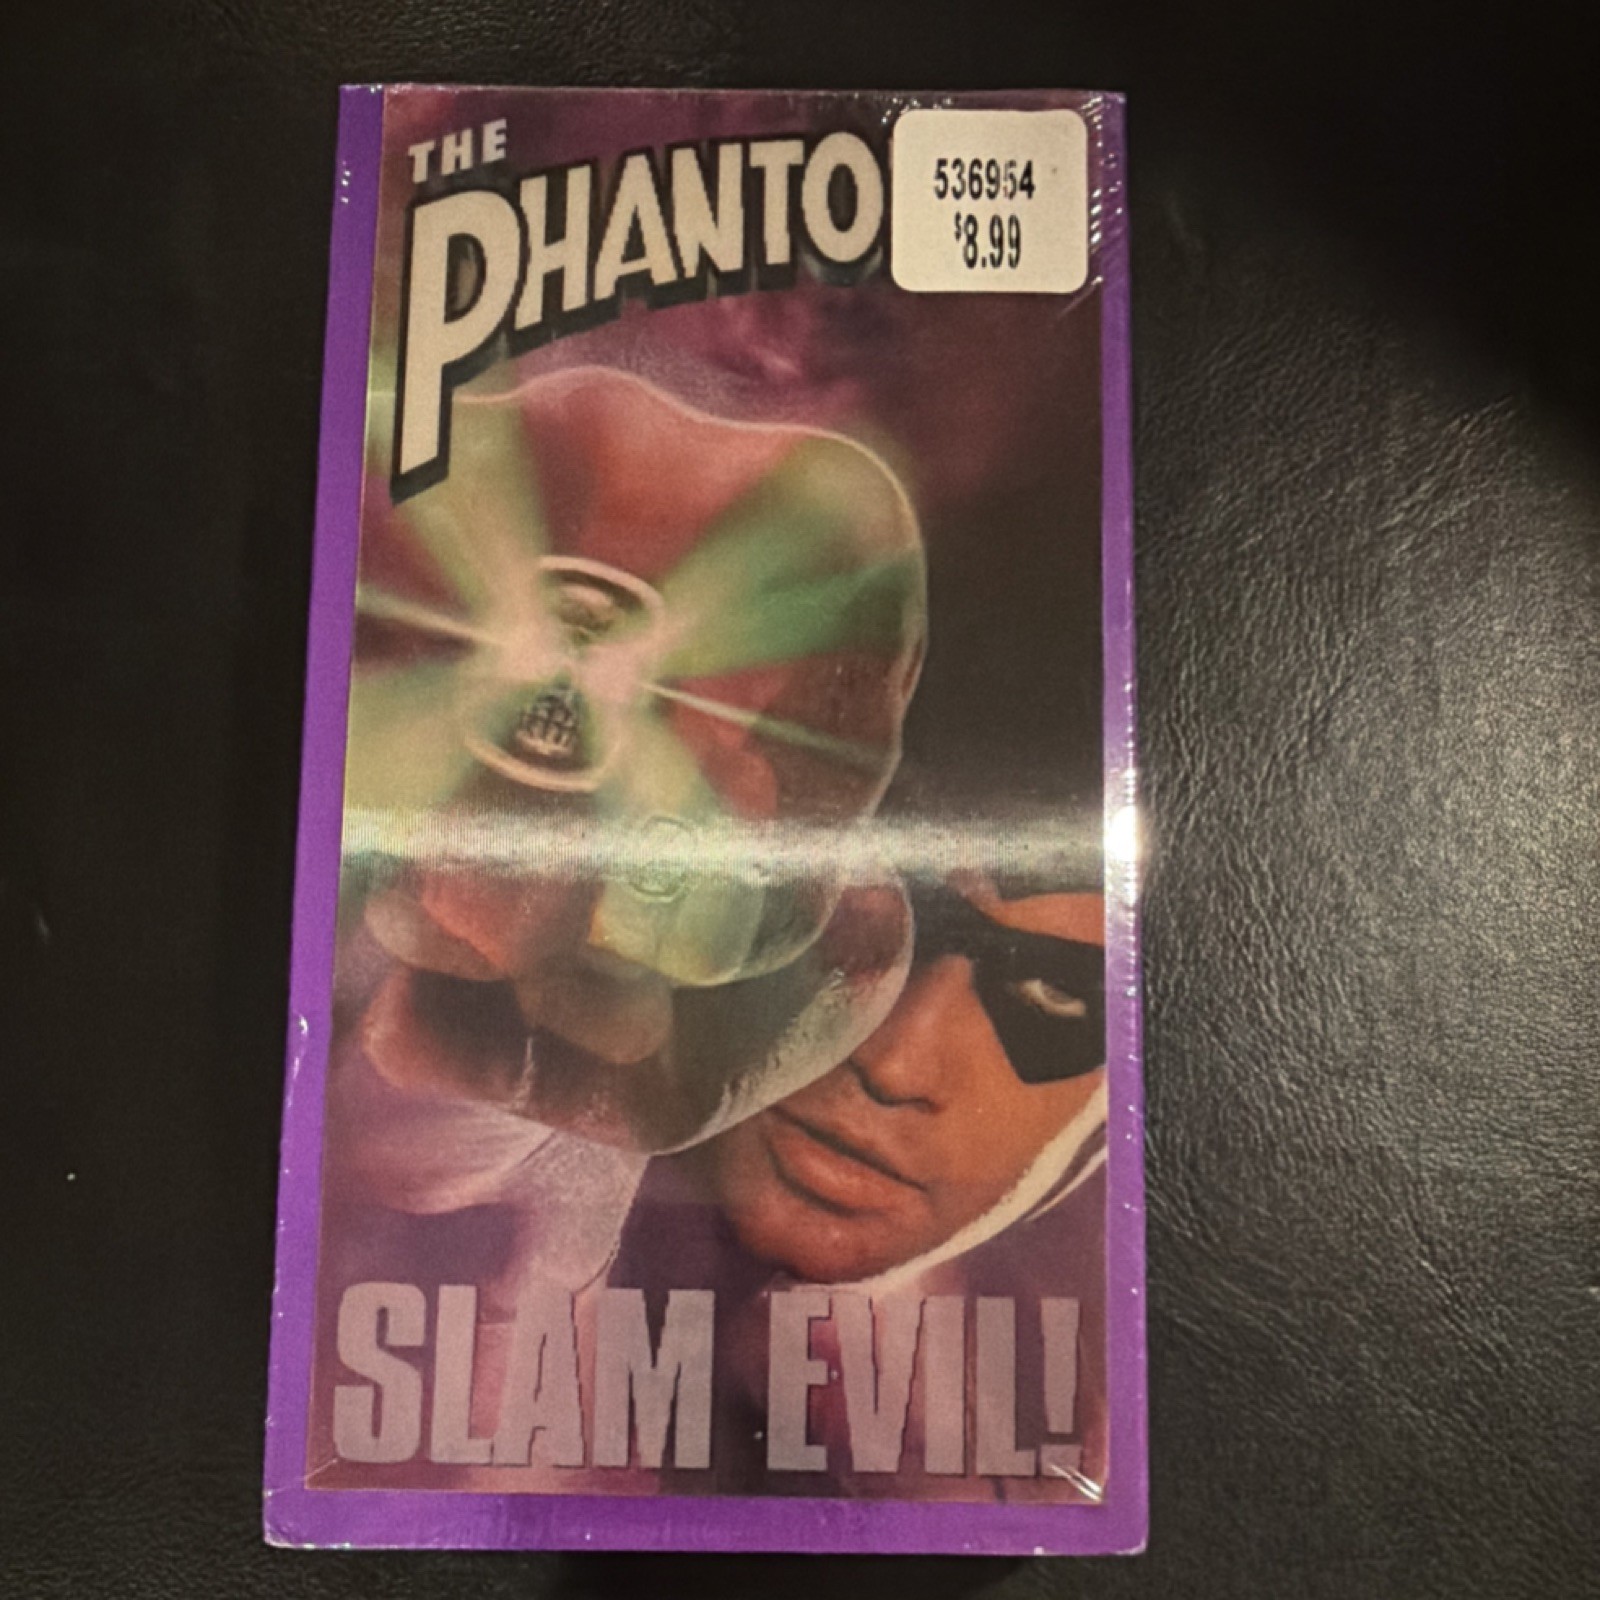 THE
PHANTO
536954
$8.99
SLAM EVIL!